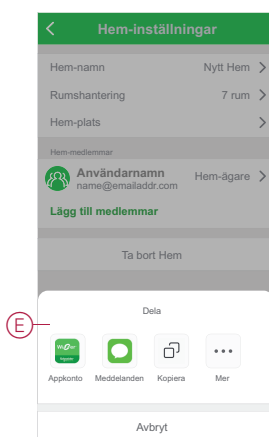 Hem-inställningar
Hem-namn Nytt Hem
Rumshantering 7 rum
Hem-plats
Hem-medlemmar
Användarnamn
name@emailaddr.com
Hem-ägare
Lägg till medlemmar
Ta bort Hem
E
Dela
Wiser
Appkonto Meddelanden Kopiera Mer
Avbryt